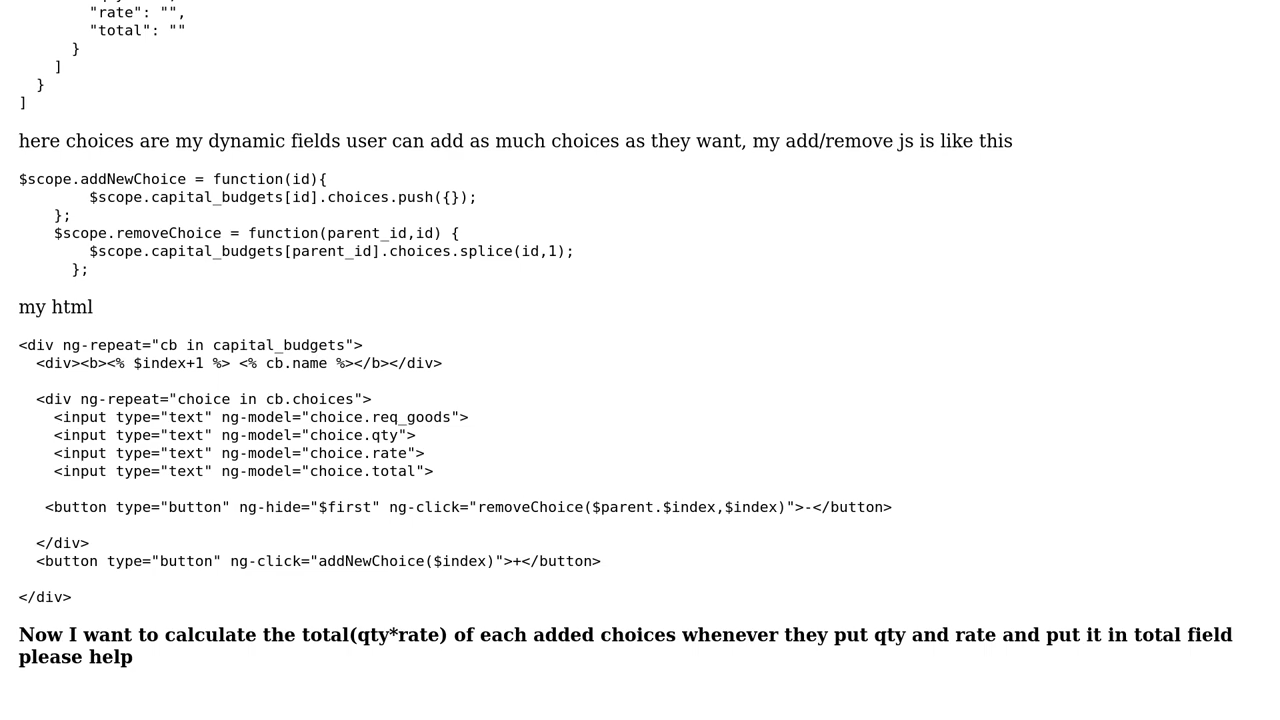 "rate": "",
"total": ""
}
]
}
]
here choices are my dynamic fields user can add as much choices as they want, my add/remove js is like this
$scope.addNewChoice = function(id){
$scope.capital_budgets[id].choices.push({});
};
$scope.removeChoice = function(parent_id,id) {
$scope.capital_budgets[parent_id].choices.splice(id,1);
};
my html
<div ng-repeat="cb in capital_budgets">
<div><b><% $index+1 %> <% cb.name %></b></div>
<div ng-repeat="choice in cb.choices">
<input type="text" ng-model="choice.req_goods">
<input type="text" ng-model="choice.qty">
<input type="text" ng-model="choice.rate">
<input type="text" ng-model="choice.total">
<button type="button" ng-hide="$first" ng-click="removeChoice($parent.$index,$index)">-</button>
</div>
<button type="button" ng-click="addNewChoice($index)">+</button>
</div>
Now I want to calculate the total(qty*rate) of each added choices whenever they put qty and rate and put it in total field
please help